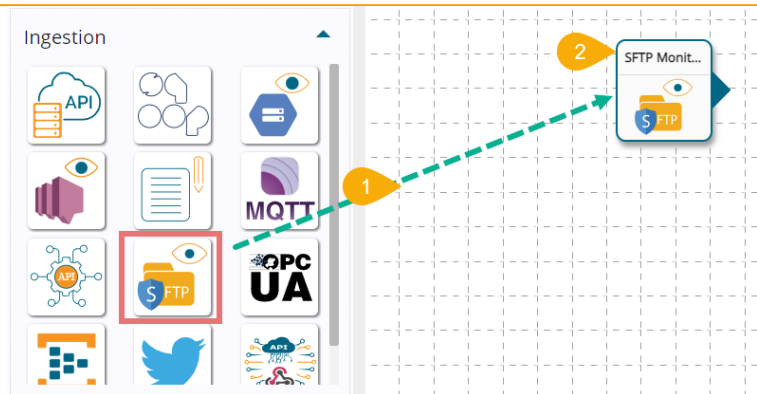 Ingestion
API
MQTT
API
S FTP
OPC
UA
API
1
2
SFTP Monit...
S FTP